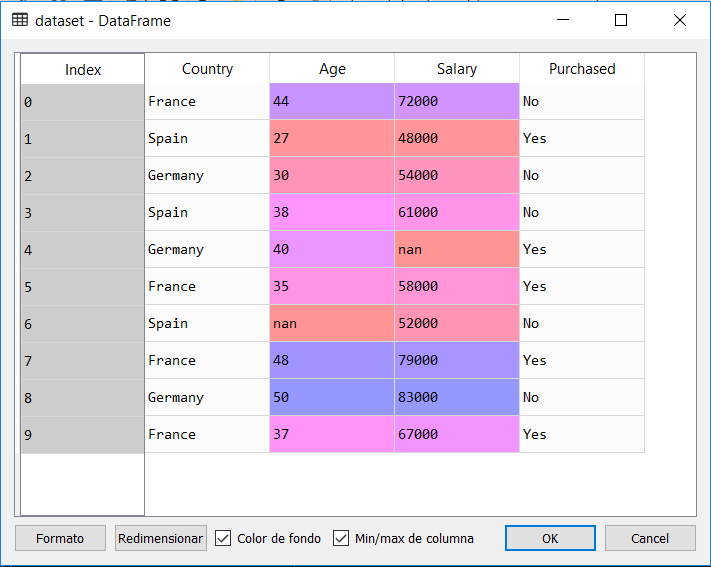 dataset - DataFrame
Index Country Age Salary Purchased
0 France 44 72000 No
1 Spain 27 48000 Yes
2 Germany 30 54000 No
3 Spain 38 61000 No
4 Germany 40 nan Yes
5 France 35 58000 Yes
6 Spain nan 52000 No
7 France 48 79000 Yes
8 Germany 50 83000 No
9 France 37 67000 Yes
Formato Redimensionar Color de fondo Min/max de columna OK Cancel